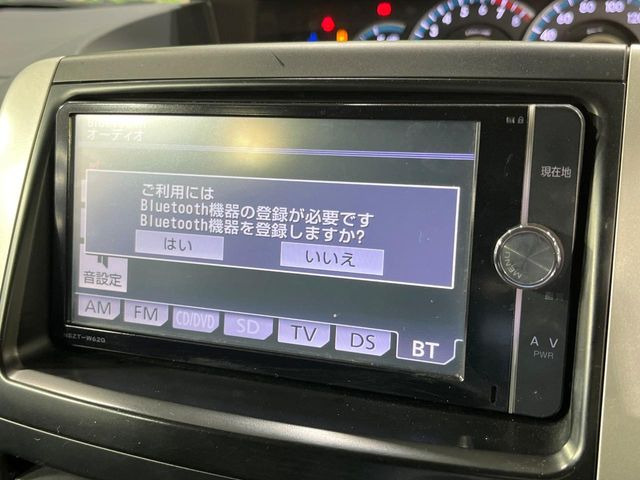 オーディオ
ご利用には
Bluetooth機器の登録が必要です
Bluetooth機器を登録しますか?
はい
いいえ
音設定
AM
FM
CD/DVD
SD
TV
DS
BT
NSZT-W62G
現在地
MENU
A V
PWR